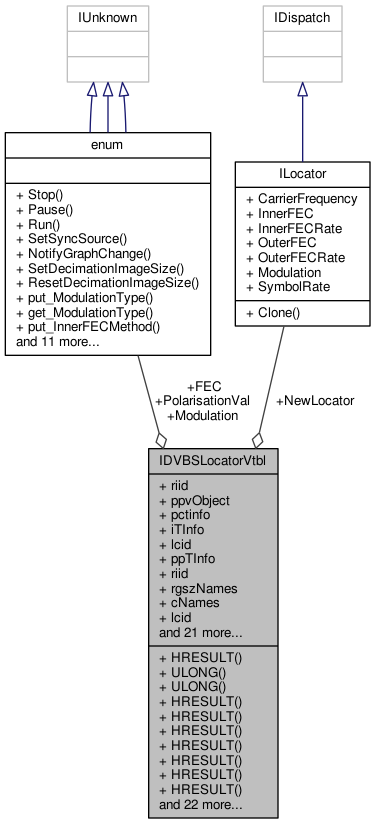 IUnknown
IDispatch
enum
+ Stop()
+ Pause()
+ Run()
+ SetSyncSource()
+ NotifyGraphChange()
+ SetDecimationImageSize()
+ ResetDecimationImageSize()
+ put_ModulationType()
+ get_ModulationType()
+ put_InnerFECMethod()
and 11 more...
ILocator
+ CarrierFrequency
+ InnerFEC
+ InnerFECRate
+ OuterFEC
+ OuterFECRate
+ Modulation
+ SymbolRate
+ Clone()
+FEC
+PolarisationVal
+Modulation
+NewLocator
IDVBSLocatorVtbl
+ riid
+ ppvObject
+ pctinfo
+ iTInfo
+ lcid
+ ppTInfo
+ riid
+ rgszNames
+ cNames
+ lcid
and 21 more...
+ HRESULT()
+ ULONG()
+ ULONG()
+ HRESULT()
+ HRESULT()
+ HRESULT()
+ HRESULT()
+ HRESULT()
+ HRESULT()
+ HRESULT()
and 22 more...